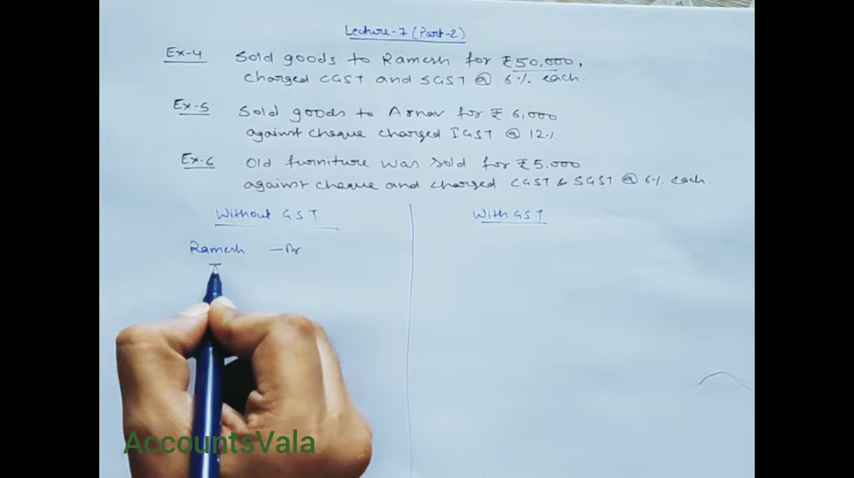 Lecture-7 (Part-2)
Ex-4 Sold goods to Ramesh for ₹50,000,
charged CGST and SGST @ 6% each.
Ex-5 Sold goods to Arnav for ₹ 6,000
against cheque charged IGST @ 12%
Ex-6 Old furniture was sold for ₹5,000
against cheque and charged CGST & SGST @ 6% each.
Without GST With GST
Ramesh —Dr
T
AccountsVala